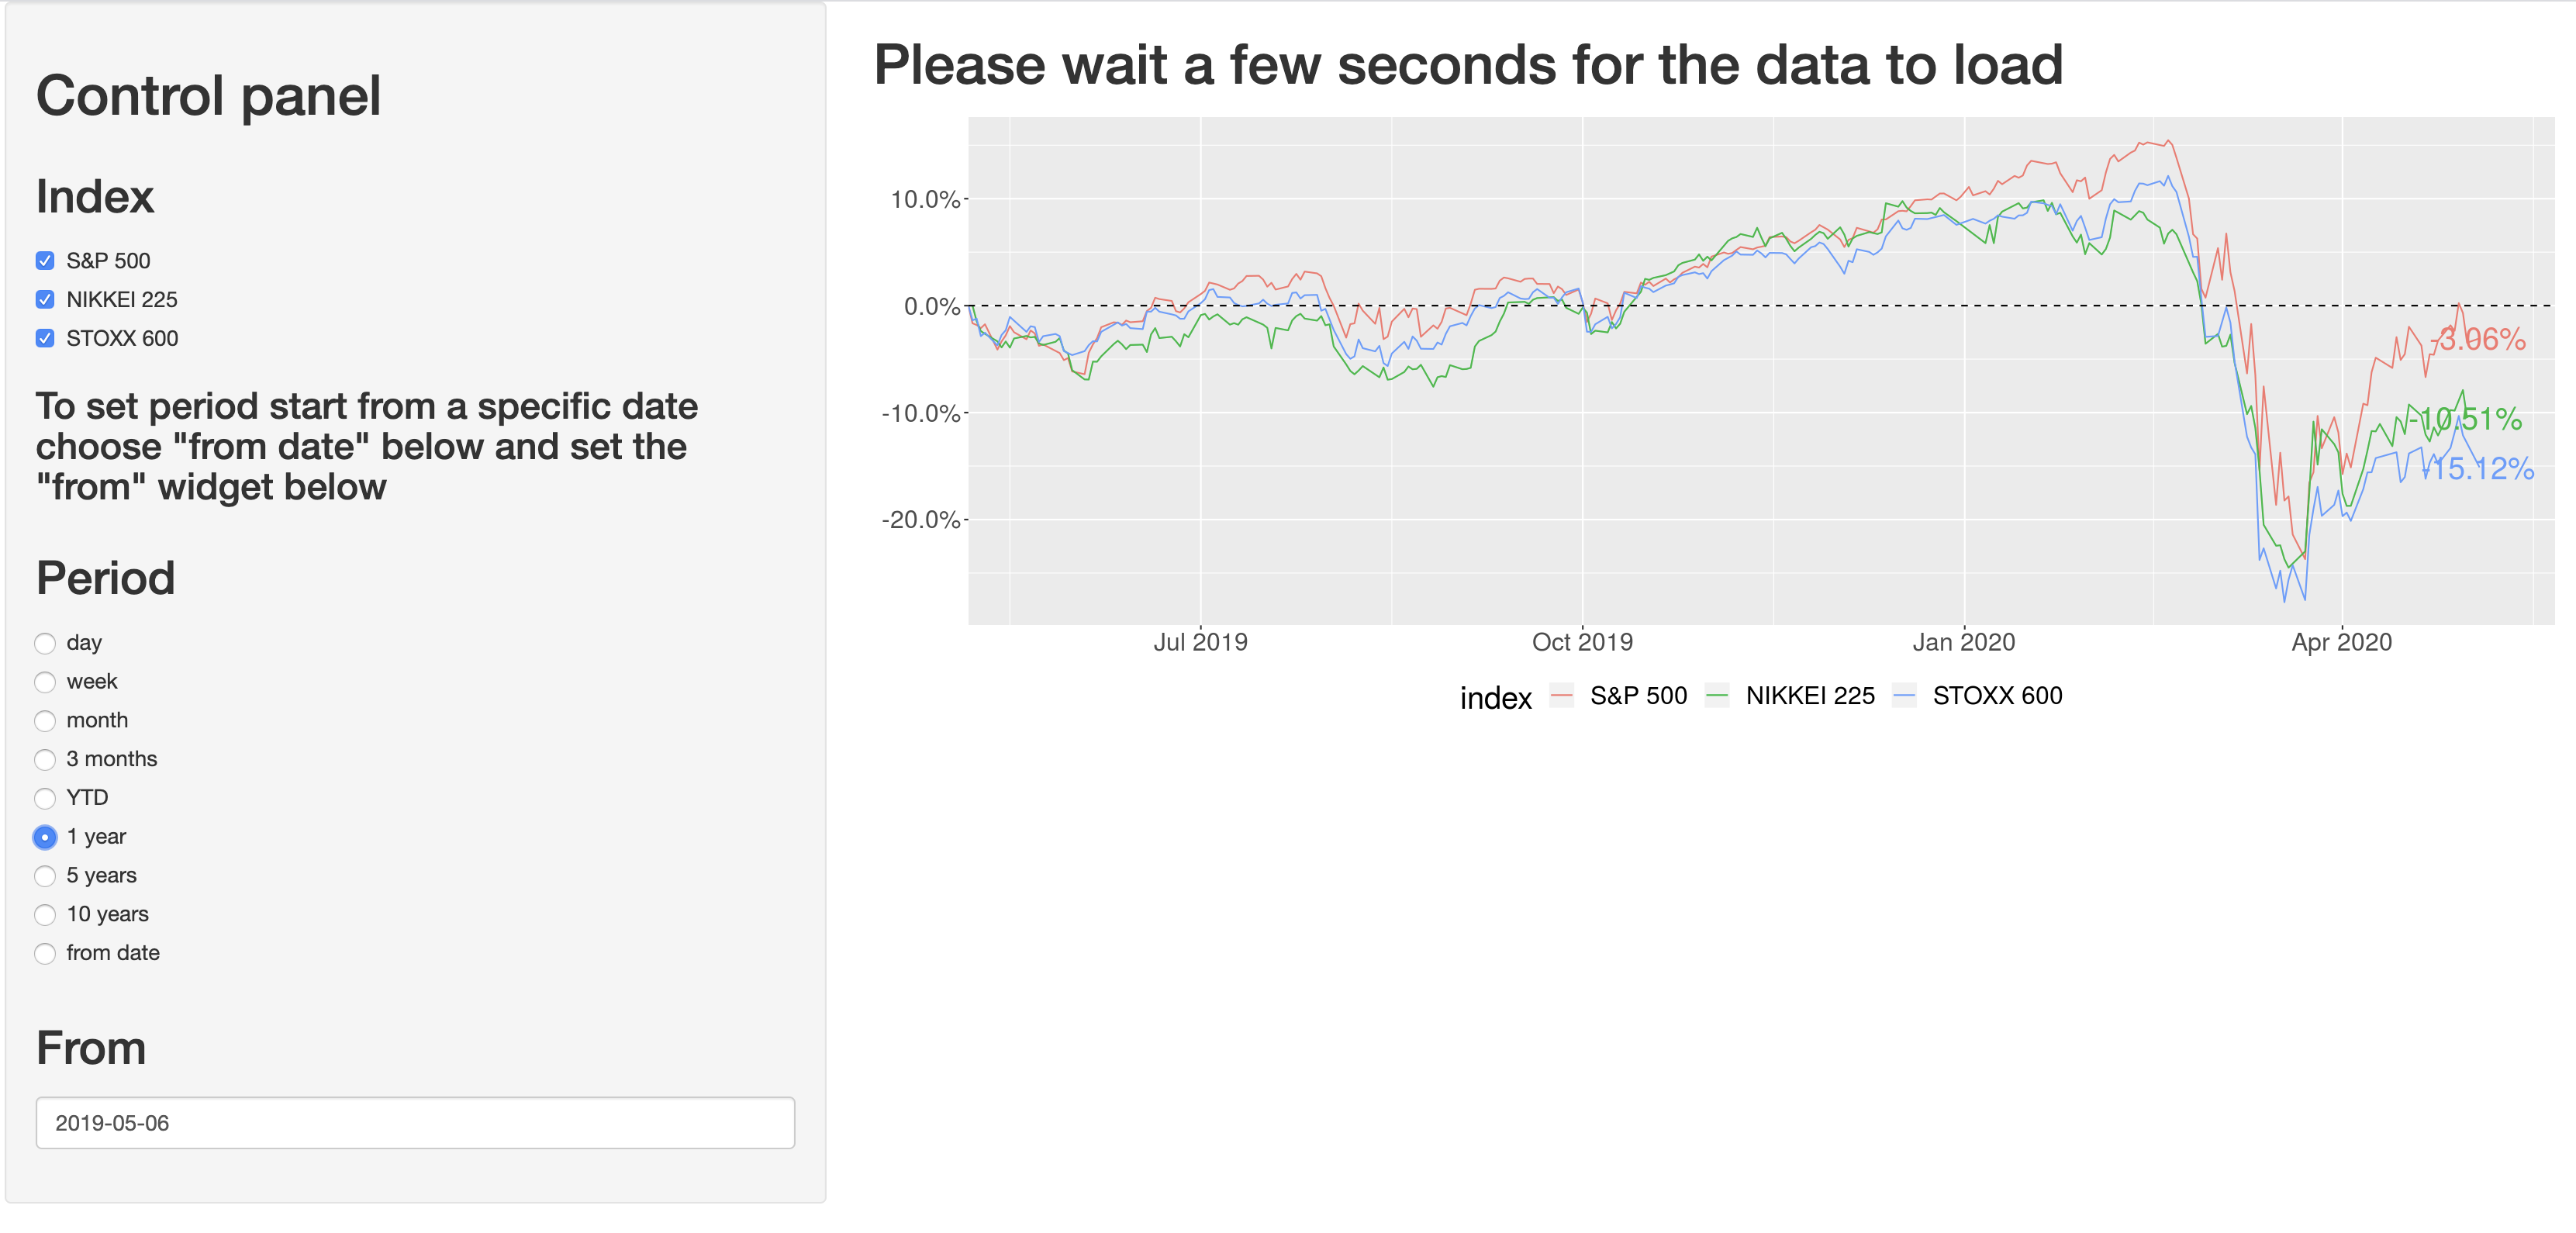 Control panel
Index
S&P 500
NIKKEI 225
STOXX 600
To set period start from a specific date
choose "from date" below and set the
"from" widget below
Period
day
week
month
3 months
YTD
1 year
5 years
10 years
from date
From
2019-05-06
Please wait a few seconds for the data to load
10.0%
0.0%
-10.0%
-20.0%
-3.06%
-10.51%
-15.12%
Jul 2019 Oct 2019 Jan 2020 Apr 2020
index S&P 500 NIKKEI 225 STOXX 600